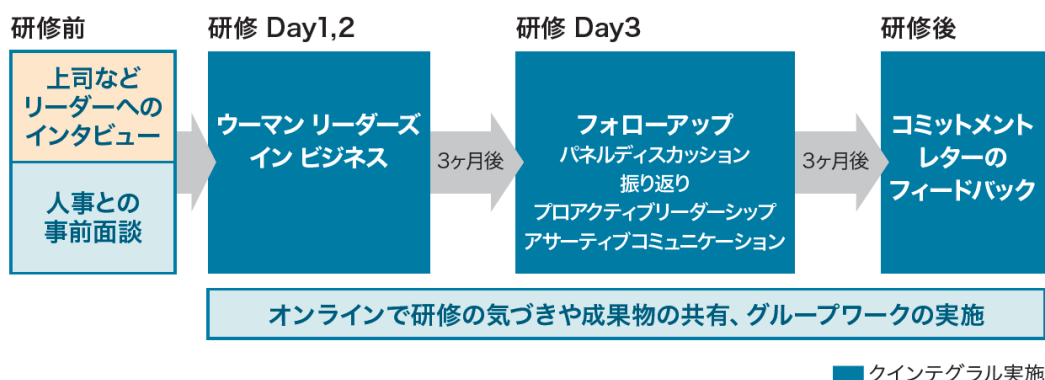 研修前
上司など
リーダーへの
インタビュー
人事との
事前面談
研修 Day1,2
ウーマン リーダーズ
イン ビジネス
3ヶ月後
研修 Day3
フォローアップ
パネルディスカッション
振り返り
プロアクティブリーダーシップ
アサーティブコミュニケーション
3ヶ月後
研修後
コミットメント
レターの
フィードバック
オンラインで研修の気づきや成果物の共有、グループワークの実施
クインテグラル実施